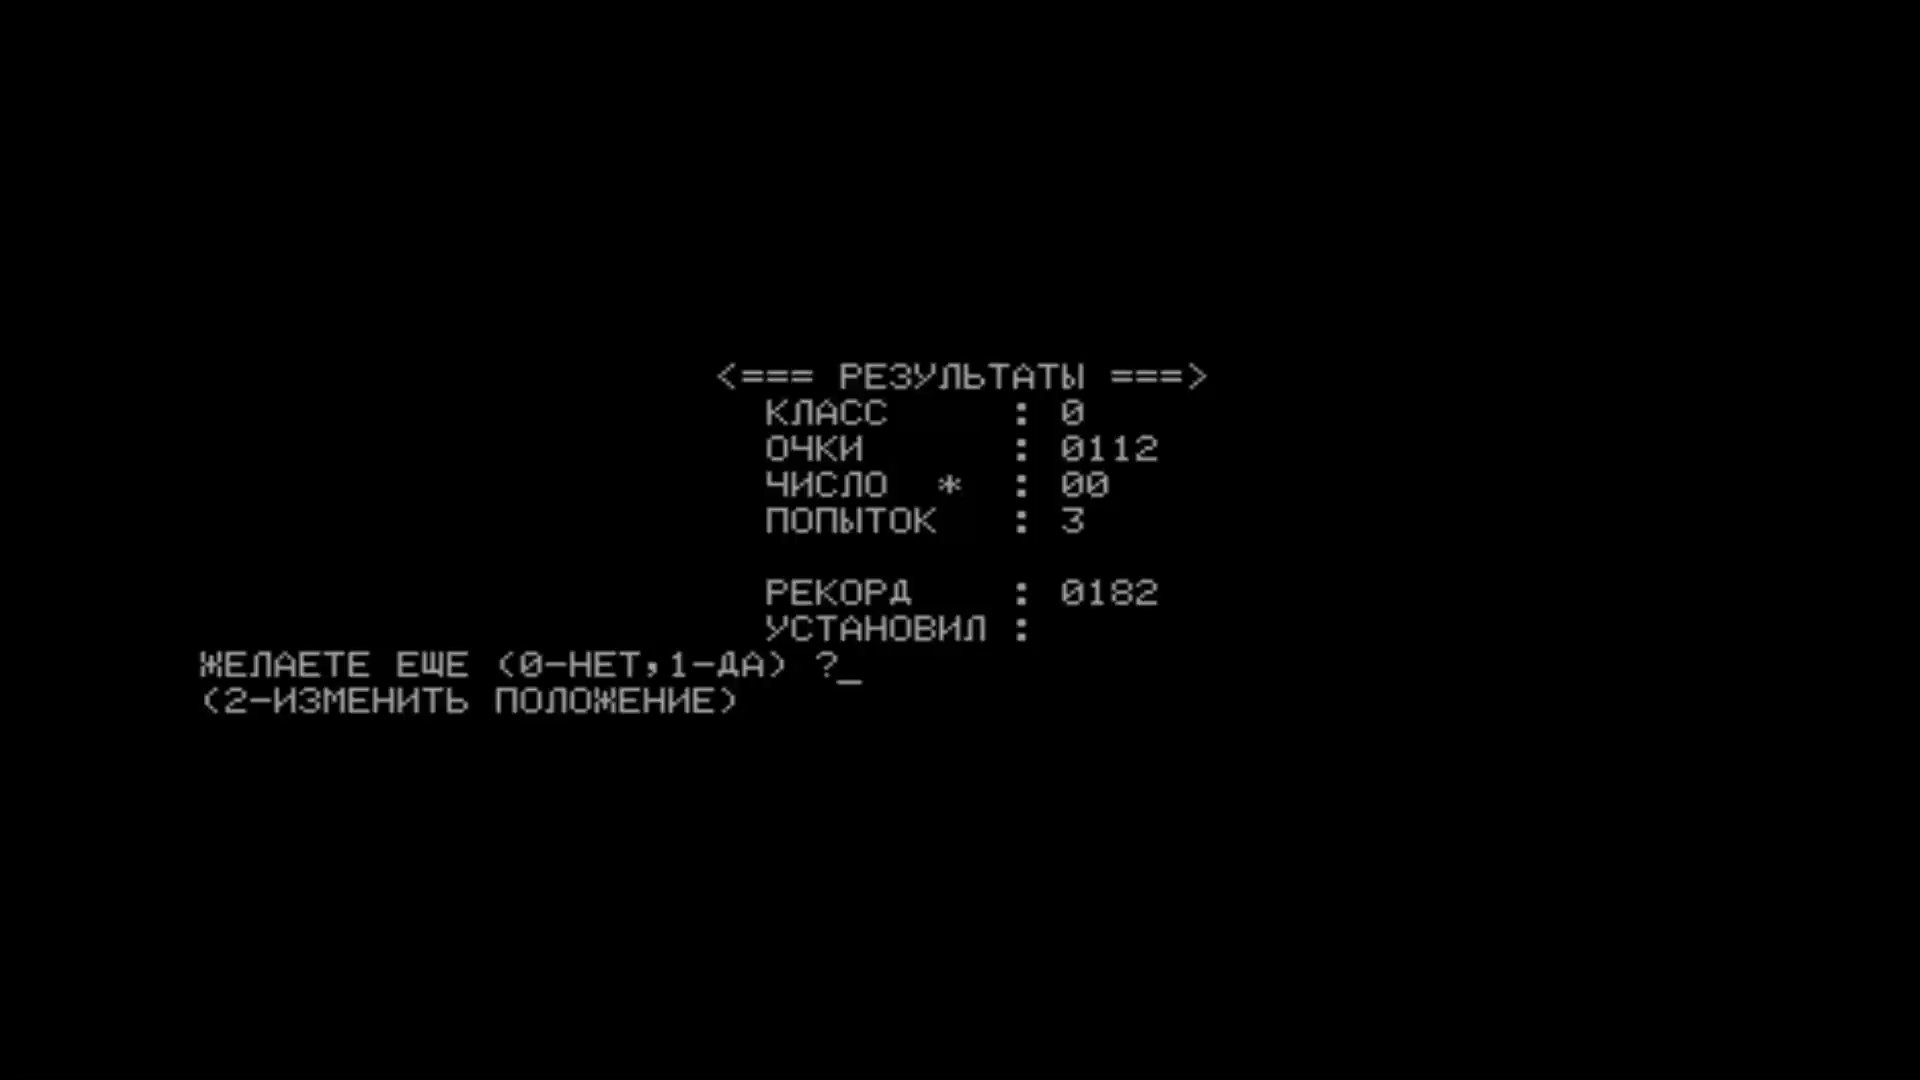 <=== РЕЗУЛЬТАТЫ ===>
КЛАСС : 0
ОЧКИ : 0112
ЧИСЛО * : 00
ПОПЫТОК : 3
РЕКОРД : 0182
УСТАНОВИЛ :
ЖЕЛАЕТЕ ЕЩЕ (0-НЕТ,1-ДА) ?_
(2-ИЗМЕНИТЬ ПОЛОЖЕНИЕ)